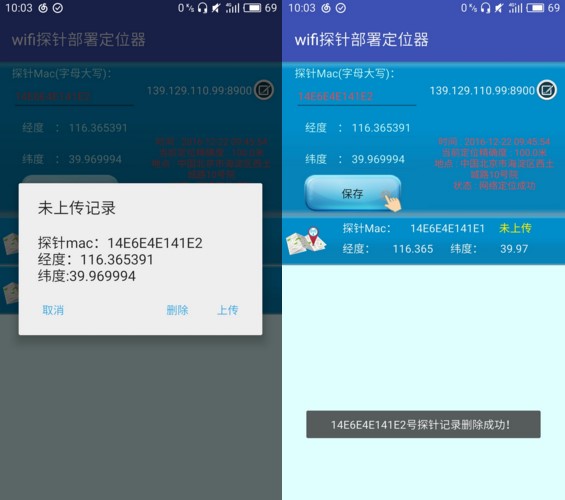 10:03
0%
69
wifi探针部署定位器
探针Mac(字母大写):
14E6E4E141E2
139.129.110.99:8900
经度 : 116.365391
纬度 : 39.969994
未上传记录
探针mac: 14E6E4E141E2
经度: 116.365391
纬度:39.969994
取消
删除
上传
10:03
0%
69
wifi探针部署定位器
探针Mac(字母大写):
14E6E4E141E2
139.129.110.99:8900
经度 : 116.365391
纬度 : 39.969994
时间 : 2016-12-22 09:45:34
当前定位精确度 : 100.0米
地点 : 中国北京市海淀区西土
城路10号院
状态 : 网络定位成功
保存
探针Mac: 14E6E4E141E1 未上传
经度: 116.365 纬度: 39.97
14E6E4E141E2号探针记录删除成功!